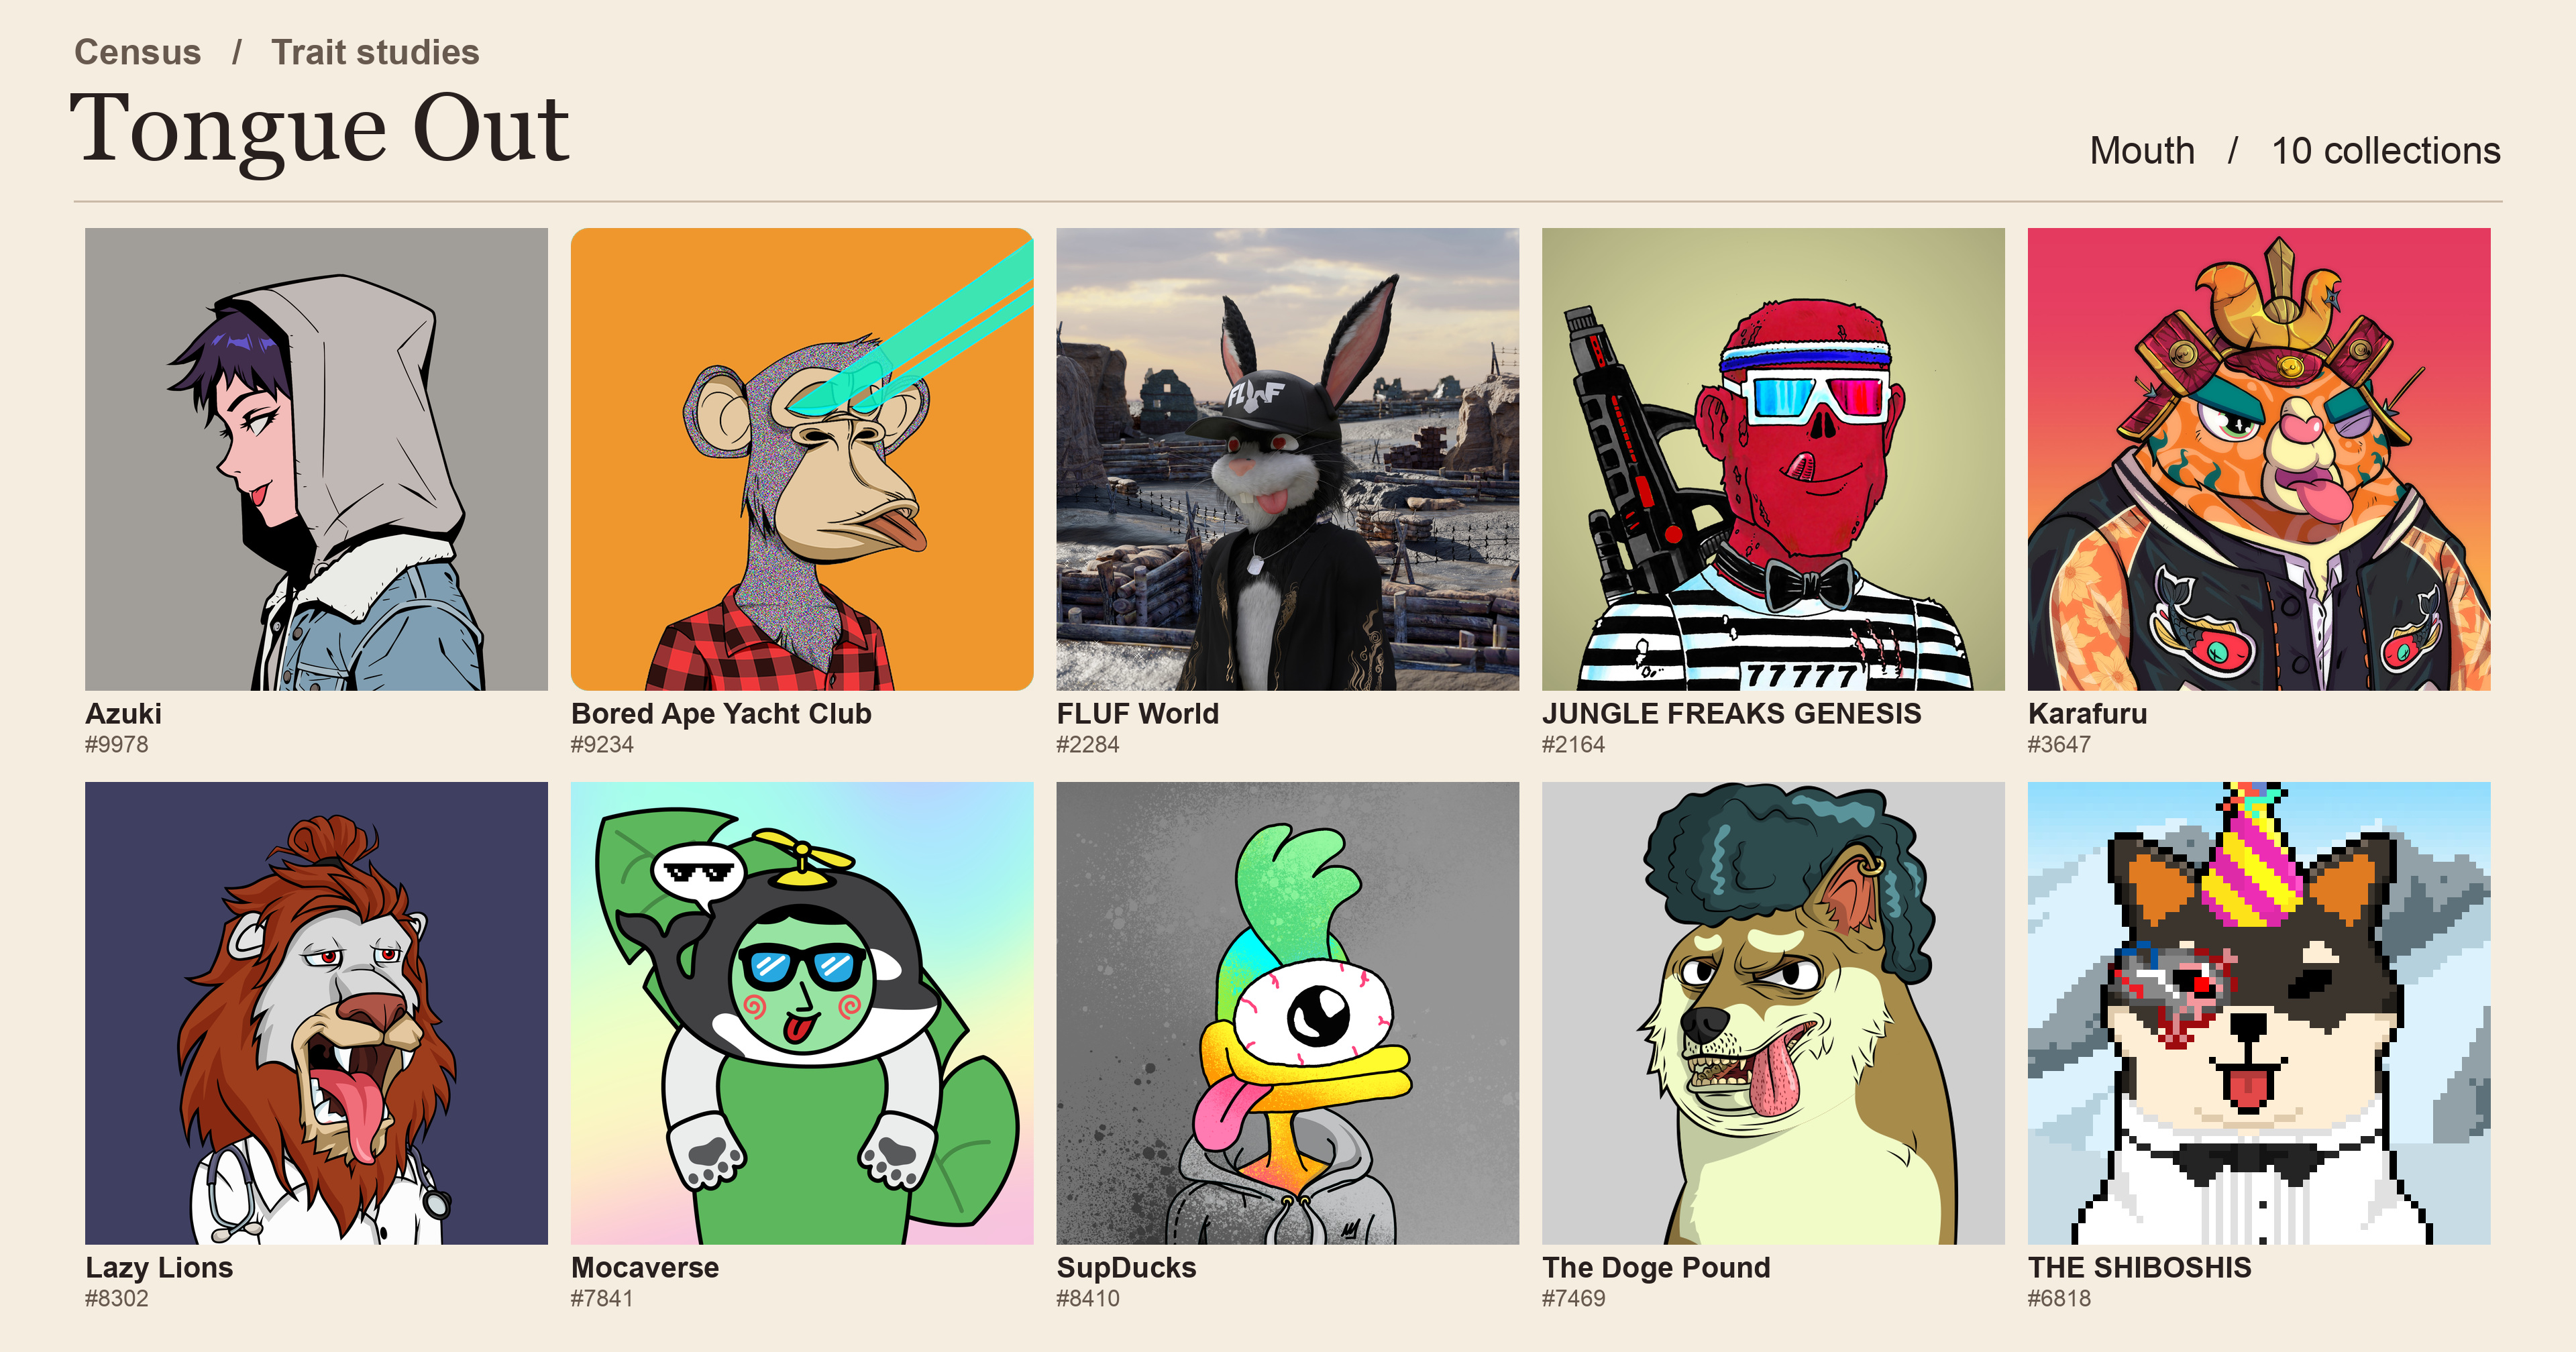 Census / Trait studies
Tongue Out
Mouth / 10 collections
FLUF
77777
Azuki
#9978
Bored Ape Yacht Club
#9234
FLUF World
#2284
JUNGLE FREAKS GENESIS
#2164
Karafuru
#3647
Lazy Lions
#8302
Mocaverse
#7841
SupDucks
#8410
The Doge Pound
#7469
THE SHIBOSHIS
#6818